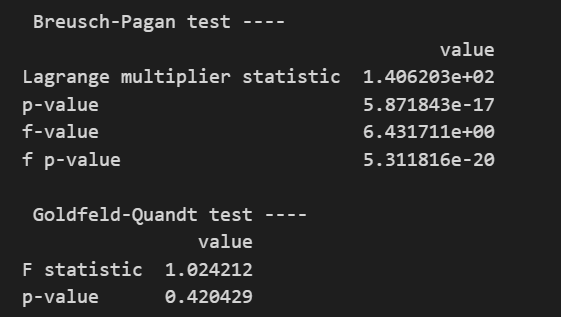 Breusch-Pagan test ----
value
Lagrange multiplier statistic 1.406203e+02
p-value 5.871843e-17
f-value 6.431711e+00
f p-value 5.311816e-20
Goldfeld-Quandt test ----
value
F statistic 1.024212
p-value 0.420429